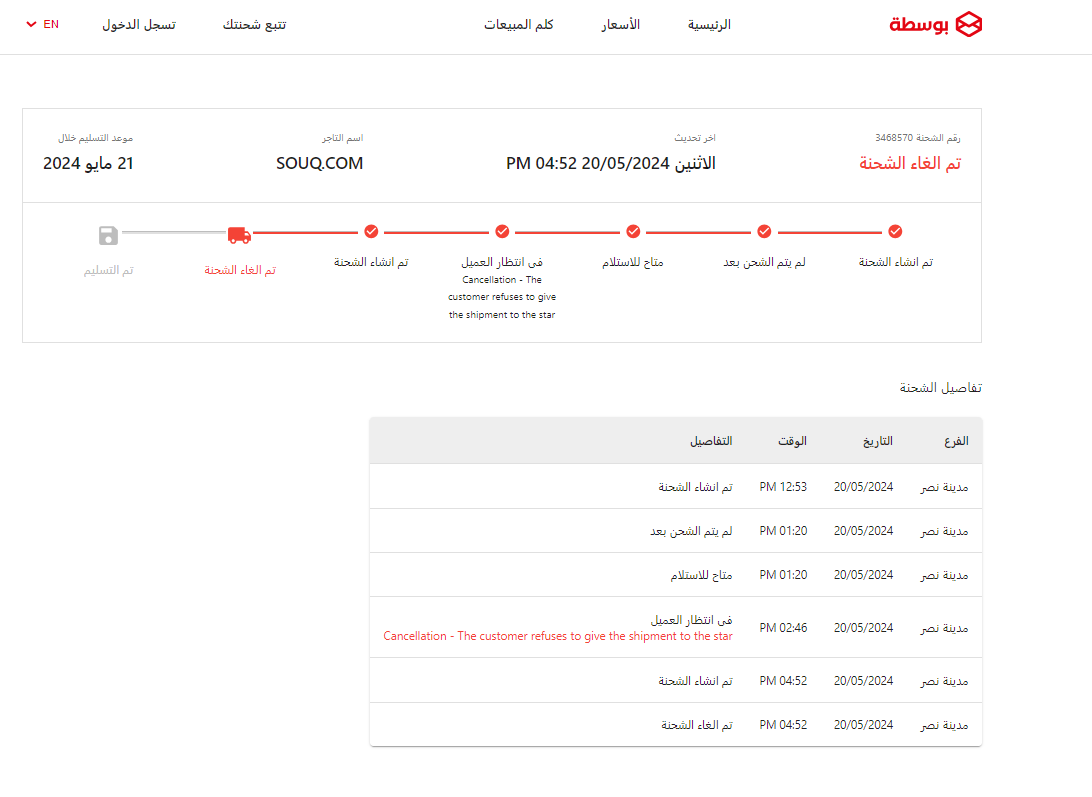 بوسطة
الرئيسية
الأسعار
كلم المبيعات
تتبع شحنتك
تسجل الدخول
EN
رقم الشحنة 3468570
تم الغاء الشحنة
اخر تحديث
الاثنين 20/05/2024 04:52 PM
اسم التاجر
SOUQ.COM
موعد التسليم خلال
21 مايو 2024
تم انشاء الشحنة
لم يتم الشحن بعد
متاح للاستلام
في انتظار العميل
Cancellation - The
customer refuses to give
the shipment to the star
تم انشاء الشحنة
تم الغاء الشحنة
تم التسليم
تفاصيل الشحنة
الفرع التاريخ الوقت التفاصيل
مدينة نصر 20/05/2024 12:53 PM تم انشاء الشحنة
مدينة نصر 20/05/2024 01:20 PM لم يتم الشحن بعد
مدينة نصر 20/05/2024 01:20 PM متاح للاستلام
مدينة نصر 20/05/2024 02:46 PM في انتظار العميل
Cancellation - The customer refuses to give the shipment to the star
مدينة نصر 20/05/2024 04:52 PM تم انشاء الشحنة
مدينة نصر 20/05/2024 04:52 PM تم الغاء الشحنة